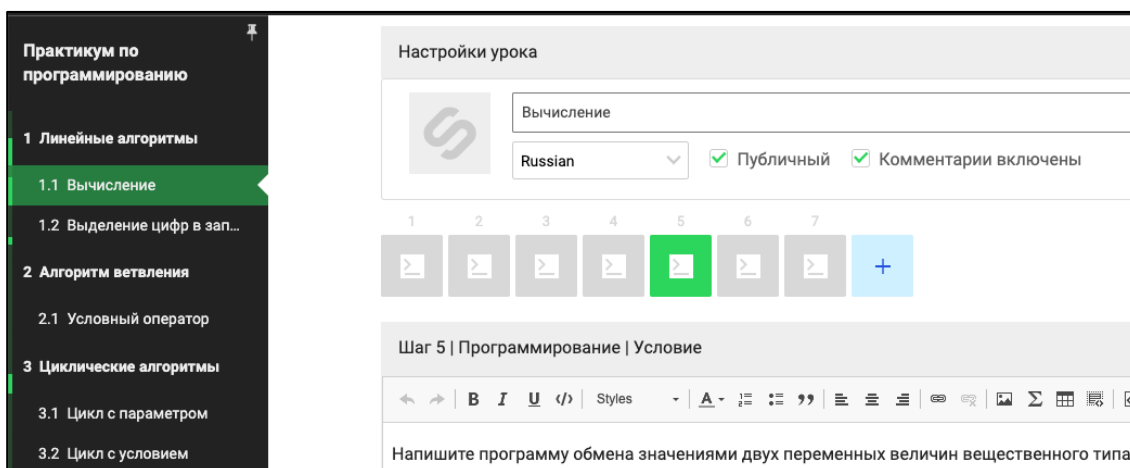 Практикум по
программированию
1 Линейные алгоритмы
1.1 Вычисление
1.2 Выделение цифр в зап...
2 Алгоритм ветвления
2.1 Условный оператор
3 Циклические алгоритмы
3.1 Цикл с параметром
3.2 Цикл с условием
Настройки урока
Вычисление
Russian Публичный Комментарии включены
1 2 3 4 5 6 7
+
Шаг 5 | Программирование | Условие
B I U </> Styles A
Напишите программу обмена значениями двух переменных величин вещественного типа